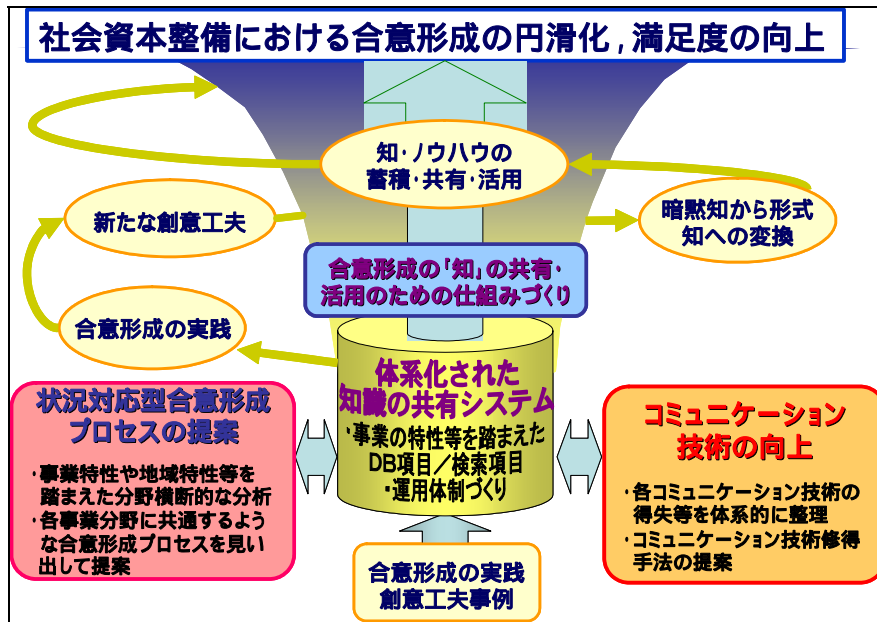 社会資本整備における合意形成の円滑化，満足度の向上
知・ノウハウの
蓄積・共有・活用
新たな創意工夫
暗黙知から形式
知への変換
合意形成の「知」の共有・
活用のための仕組みづくり
合意形成の実践
体系化された
知識の共有システム
・事業の特性等を踏まえた
DB項目／検索項目
・運用体制づくり
状況対応型合意形成
プロセスの提案
・事業特性や地域特性等を
踏まえた分野横断的な分析
・各事業分野に共通するよう
な合意形成プロセスを見い
出して提案
コミュニケーション
技術の向上
・各コミュニケーション技術の
得失等を体系的に整理
・コミュニケーション技術修得
手法の提案
合意形成の実践
創意工夫事例